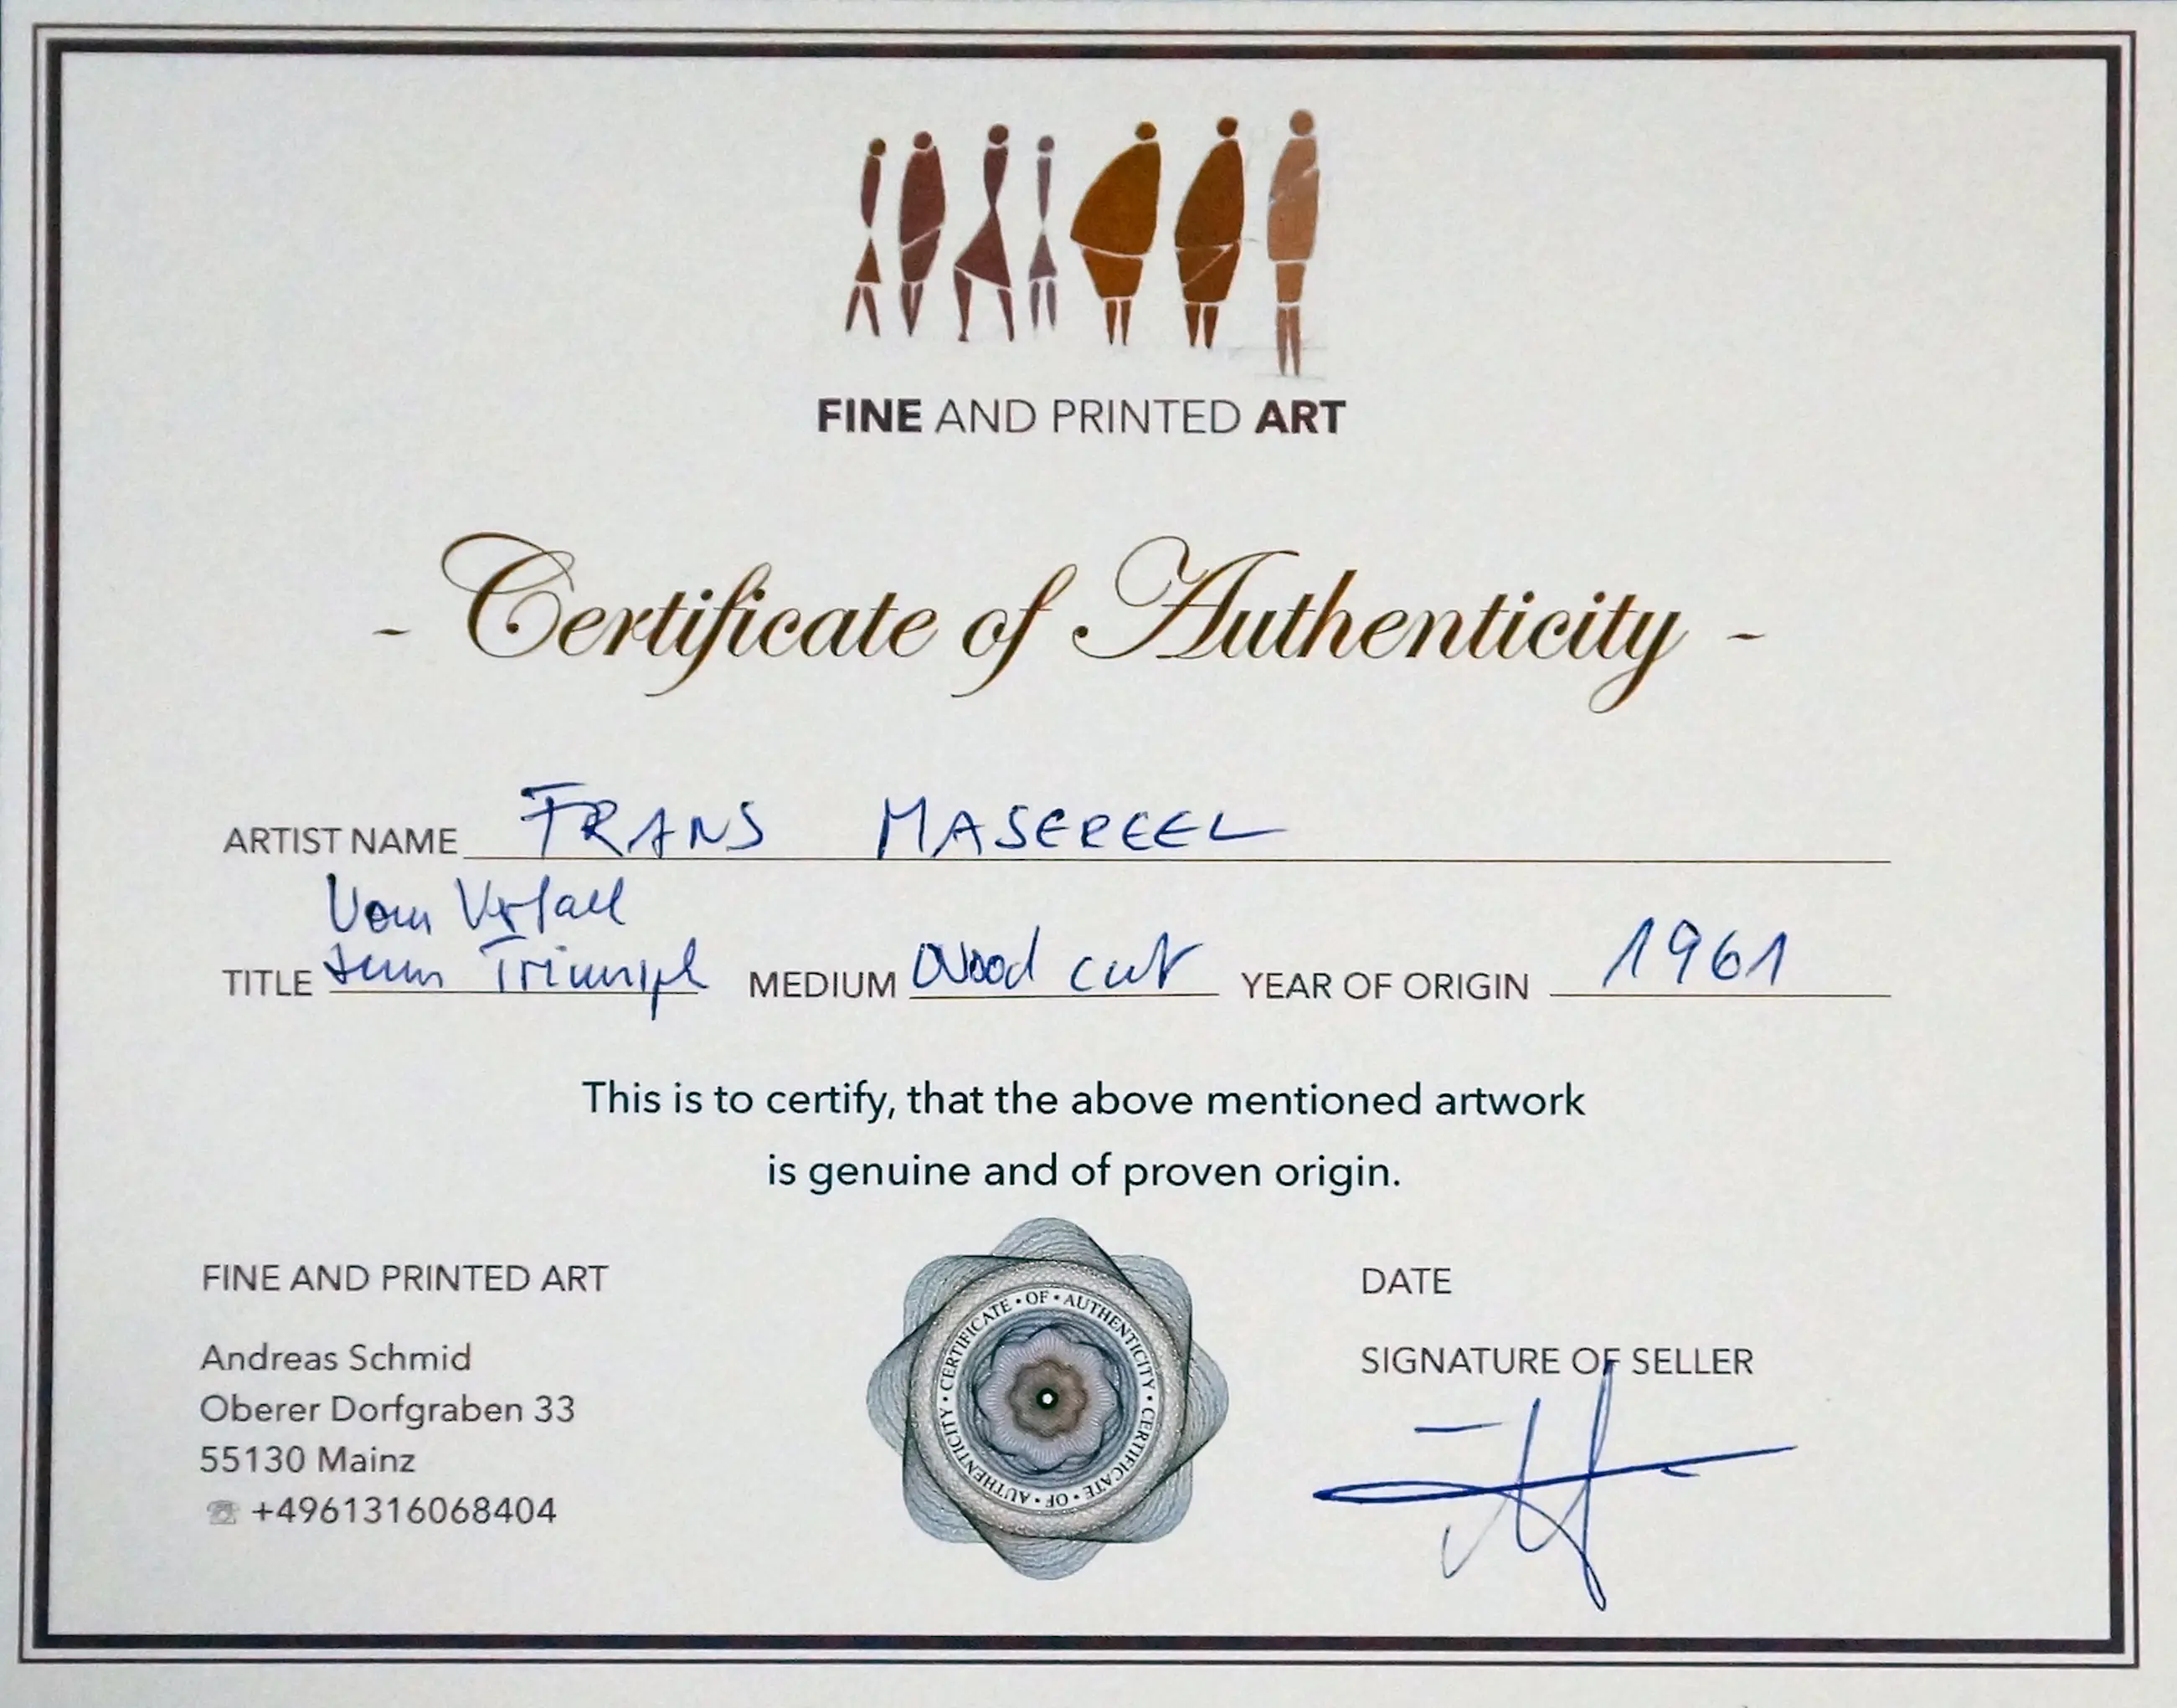 FINE AND PRINTED ART
- Certificate of Authenticity -
ARTIST NAME FRANS MASEREEL
Vom Verfall
TITLE zum Triumph MEDIUM Wood cut YEAR OF ORIGIN 1961
This is to certify, that the above mentioned artwork
is genuine and of proven origin.
FINE AND PRINTED ART
Andreas Schmid
Oberer Dorfgraben 33
55130 Mainz
☏ +4961316068404
CERTIFICATE • OF • AUTHENTICITY • CERTIFICATE • OF • AUTHENTICITY •
DATE
SIGNATURE OF SELLER